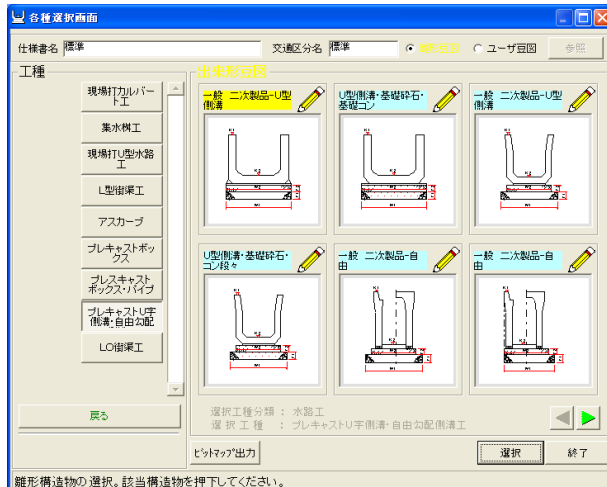 各種選択画面
仕様書名 標準 交通区分名 標準 雛形豆図 ユーザ豆図 参照
工種
現場打カルバー
ト工
集水桝工
現場打U型水路
工
L型街渠工
アスカーブ
プレキャストボッ
クス
プレスキャスト
ボックス・パイプ
プレキャストU字
側溝・自由勾配
LO街渠工
戻る
出来形豆図
一般 二次製品-U型
側溝
U型側溝・基礎砕石・
基礎コン
一般 二次製品-U型
側溝
U型側溝・基礎砕石・
コン段々
一般 二次製品-自
由
一般 二次製品-自
由
選択工種分類 : 水路工
選択工種 : プレキャストU字側溝・自由勾配側溝工
ビットマップ出力 選択 終了
雛形構造物の選択。該当構造物を押下してください。